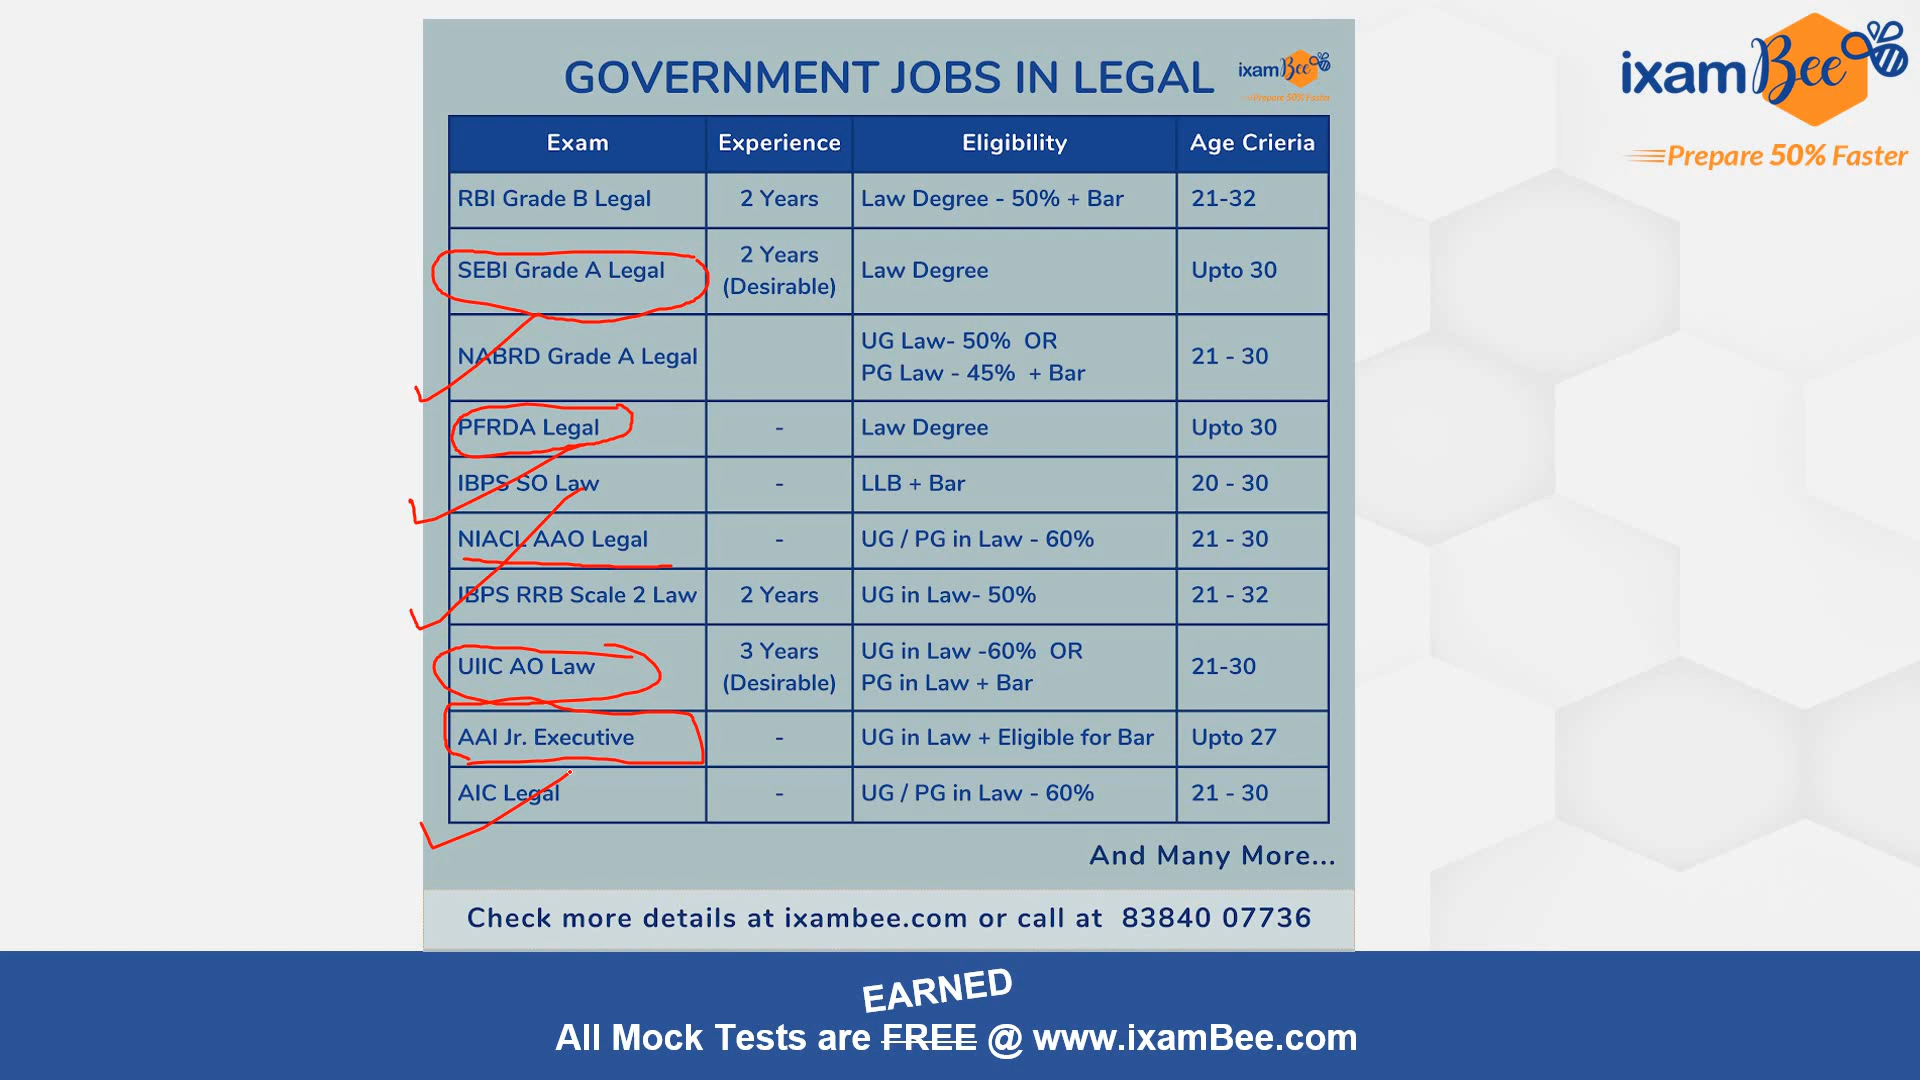 GOVERNMENT JOBS IN LEGAL
ixamBee
Prepare 50% Faster
ixamBee
Prepare 50% Faster
Exam Experience Eligibility Age Crieria
RBI Grade B Legal 2 Years Law Degree - 50% + Bar 21-32
SEBI Grade A Legal 2 Years (Desirable) Law Degree Upto 30
NABRD Grade A Legal UG Law- 50% OR PG Law - 45% + Bar 21 - 30
PFRDA Legal - Law Degree Upto 30
IBPS SO Law - LLB + Bar 20 - 30
NIACL AAO Legal - UG / PG in Law - 60% 21 - 30
IBPS RRB Scale 2 Law 2 Years UG in Law- 50% 21 - 32
UIIC AO Law 3 Years (Desirable) UG in Law -60% OR PG in Law + Bar 21-30
AAI Jr. Executive - UG in Law + Eligible for Bar Upto 27
AIC Legal - UG / PG in Law - 60% 21 - 30
And Many More...
Check more details at ixambee.com or call at 83840 07736
EARNED
All Mock Tests are FREE @ www.ixamBee.com